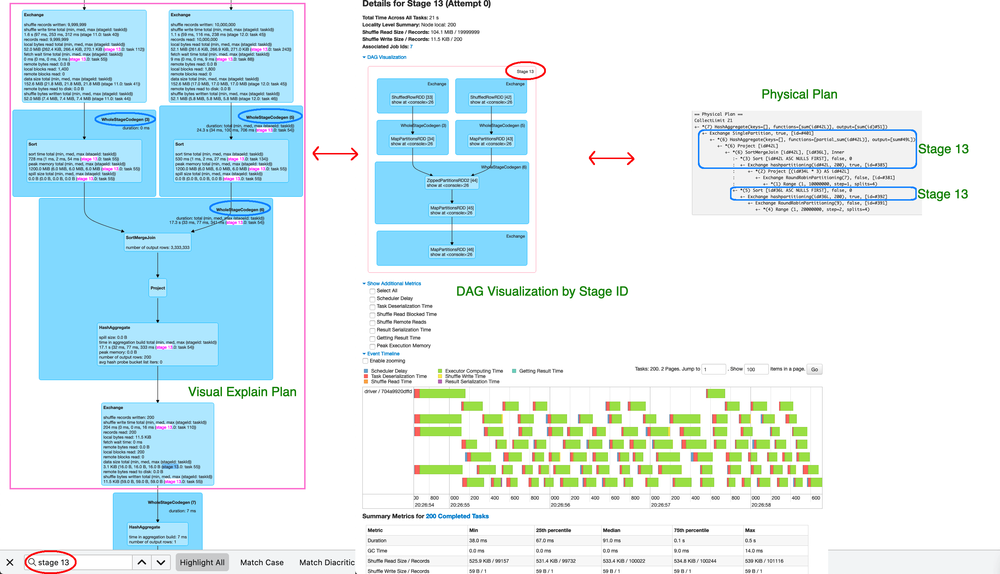 Exchange
shuffle records written: 9,999,999
shuffle write time total (min, med, max (stageId: taskId))
1.6 s (97 ms, 253 ms, 312 ms (stage 11.0: task 40))
records read: 9,999,999
local bytes read total (min, med, max (stageId: taskId))
52.0 MiB (262.4 KiB, 266.4 KiB, 270.1 KiB (stage 13.0: task 112))
fetch wait time total (min, med, max (stageId: taskId))
0 ms (0 ms, 0 ms, 0 ms (stage 13.0: task 55))
remote bytes read: 0.0 B
local blocks read: 1,400
remote blocks read: 0
data size total (min, med, max (stageId: taskId))
152.6 MiB (21.8 MiB, 21.8 MiB, 21.8 MiB (stage 11.0: task 41))
remote bytes read to disk: 0.0 B
shuffle bytes written total (min, med, max (stageId: taskId))
52.0 MiB (7.4 MiB, 7.4 MiB, 7.4 MiB (stage 11.0: task 44))
Exchange
shuffle records written: 10,000,000
shuffle write time total (min, med, max (stageId: taskId))
1.1 s (59 ms, 116 ms, 238 ms (stage 12.0: task 45))
records read: 10,000,000
local bytes read total (min, med, max (stageId: taskId))
52.1 MiB (261.6 KiB, 266.9 KiB, 271.0 KiB (stage 13.0: task 243))
fetch wait time total (min, med, max (stageId: taskId))
9 ms (0 ms, 0 ms, 9 ms (stage 13.0: task 88))
remote bytes read: 0.0 B
local blocks read: 1,800
remote blocks read: 0
data size total (min, med, max (stageId: taskId))
152.6 MiB (17.0 MiB, 17.0 MiB, 17.0 MiB (stage 12.0: task 45))
remote bytes read to disk: 0.0 B
shuffle bytes written total (min, med, max (stageId: taskId))
52.1 MiB (5.8 MiB, 5.8 MiB, 5.8 MiB (stage 12.0: task 46))
WholeStageCodegen (3)
duration: 0 ms
Sort
sort time total (min, med, max (stageId: taskId))
728 ms (1 ms, 2 ms, 54 ms (stage 13.0: task 55))
peak memory total (min, med, max (stageId: taskId))
1200.0 MiB (6.0 MiB, 6.0 MiB, 6.0 MiB (stage 13.0: task 55))
spill size total (min, med, max (stageId: taskId))
0.0 B (0.0 B, 0.0 B, 0.0 B (stage 13.0: task 55))
WholeStageCodegen (5)
duration: total (min, med, max (stageId: taskId))
24.3 s (34 ms, 100 ms, 706 ms (stage 13.0: task 54))
Sort
sort time total (min, med, max (stageId: taskId))
530 ms (1 ms, 2 ms, 27 ms (stage 13.0: task 134))
peak memory total (min, med, max (stageId: taskId))
1200.0 MiB (6.0 MiB, 6.0 MiB, 6.0 MiB (stage 13.0: task 55))
spill size total (min, med, max (stageId: taskId))
0.0 B (0.0 B, 0.0 B, 0.0 B (stage 13.0: task 55))
WholeStageCodegen (6)
duration: total (min, med, max (stageId: taskId))
17.3 s (33 ms, 77 ms, 341 ms (stage 13.0: task 54))
SortMergeJoin
number of output rows: 3,333,333
Project
HashAggregate
spill size: 0.0 B
time in aggregation build total (min, med, max (stageId: taskId))
17.1 s (32 ms, 77 ms, 333 ms (stage 13.0: task 54))
peak memory: 0.0 B
number of output rows: 200
avg hash probe bucket list iters: 0
Visual Explain Plan
Exchange
shuffle records written: 200
shuffle write time total (min, med, max (stageId: taskId))
204 ms (0 ms, 0 ms, 16 ms (stage 13.0: task 110))
records read: 200
local bytes read: 11.5 KiB
fetch wait time: 0 ms
remote bytes read: 0.0 B
local blocks read: 200
remote blocks read: 0
data size total (min, med, max (stageId: taskId))
3.1 KiB (16.0 B, 16.0 B, 16.0 B (stage 13.0: task 55))
remote bytes read to disk: 0.0 B
shuffle bytes written total (min, med, max (stageId: taskId))
11.5 KiB (59.0 B, 59.0 B, 59.0 B (stage 13.0: task 55))
WholeStageCodegen (7)
duration: 7 ms
HashAggregate
time in aggregation build: 7 ms
number of output rows: 1
stage 13
Highlight All
Match Case
Match Diacritic
Details for Stage 13 (Attempt 0)
Total Time Across All Tasks: 21 s
Locality Level Summary: Node local: 200
Shuffle Read Size / Records: 104.1 MiB / 19999999
Shuffle Write Size / Records: 11.5 KiB / 200
Associated Job Ids: 7
DAG Visualization
Stage 13
Exchange
ShuffledRowRDD [33]
show at <console>:26
Exchange
ShuffledRowRDD [42]
show at <console>:26
WholeStageCodegen (3)
MapPartitionsRDD [34]
show at <console>:26
WholeStageCodegen (5)
MapPartitionsRDD [43]
show at <console>:26
WholeStageCodegen (6)
ZippedPartitionsRDD2 [44]
show at <console>:26
MapPartitionsRDD [45]
show at <console>:26
Exchange
MapPartitionsRDD [46]
show at <console>:26
Show Additional Metrics
Select All
Scheduler Delay
Task Deserialization Time
Shuffle Read Blocked Time
Shuffle Remote Reads
Result Serialization Time
Getting Result Time
Peak Execution Memory
DAG Visualization by Stage ID
Event Timeline
Enable zooming
Scheduler Delay
Task Deserialization Time
Shuffle Read Time
Executor Computing Time
Shuffle Write Time
Result Serialization Time
Getting Result Time
Tasks: 200. 2 Pages. Jump to 1 . Show 100 items in a page. Go
driver / 704a9920dffd
00 800 000 200 400 600 800 000 200 400 600 800 000 200 400 600 800 000 200 400 600
20:26:54 20:26:55 20:26:56 20:26:57 20:26:58
Summary Metrics for 200 Completed Tasks
Metric Min 25th percentile Median 75th percentile Max
Duration 38.0 ms 67.0 ms 91.0 ms 0.1 s 0.5 s
GC Time 0.0 ms 0.0 ms 0.0 ms 9.0 ms 14.0 ms
Shuffle Read Size / Records 525.9 KiB / 99157 531.4 KiB / 99732 533.4 KiB / 100022 534.8 KiB / 100244 539 KiB / 101116
Shuffle Write Size / Records 59 B / 1 59 B / 1 59 B / 1 59 B / 1 59 B / 1
Physical Plan
== Physical Plan ==
CollectLimit 21
+- *(7) HashAggregate(keys=[], functions=[sum(id#42L)], output=[sum(id)#51])
+- Exchange SinglePartition, true, [id=#401]
+- *(6) HashAggregate(keys=[], functions=[partial_sum(id#42L)], output=[sum#49L])
+- *(6) Project [id#42L]
+- *(6) SortMergeJoin [id#42L], [id#36L], Inner
:- *(3) Sort [id#42L ASC NULLS FIRST], false, 0
: +- Exchange hashpartitioning(id#42L, 200), true, [id=#385]
: +- *(2) Project [(id#34L * 3) AS id#42L]
: +- Exchange RoundRobinPartitioning(7), false, [id=#381]
: +- *(1) Range (1, 10000000, step=1, splits=4)
+- *(5) Sort [id#36L ASC NULLS FIRST], false, 0
+- Exchange hashpartitioning(id#36L, 200), true, [id=#392]
+- Exchange RoundRobinPartitioning(9), false, [id=#391]
+- *(4) Range (1, 20000000, step=2, splits=4)
Stage 13
Stage 13